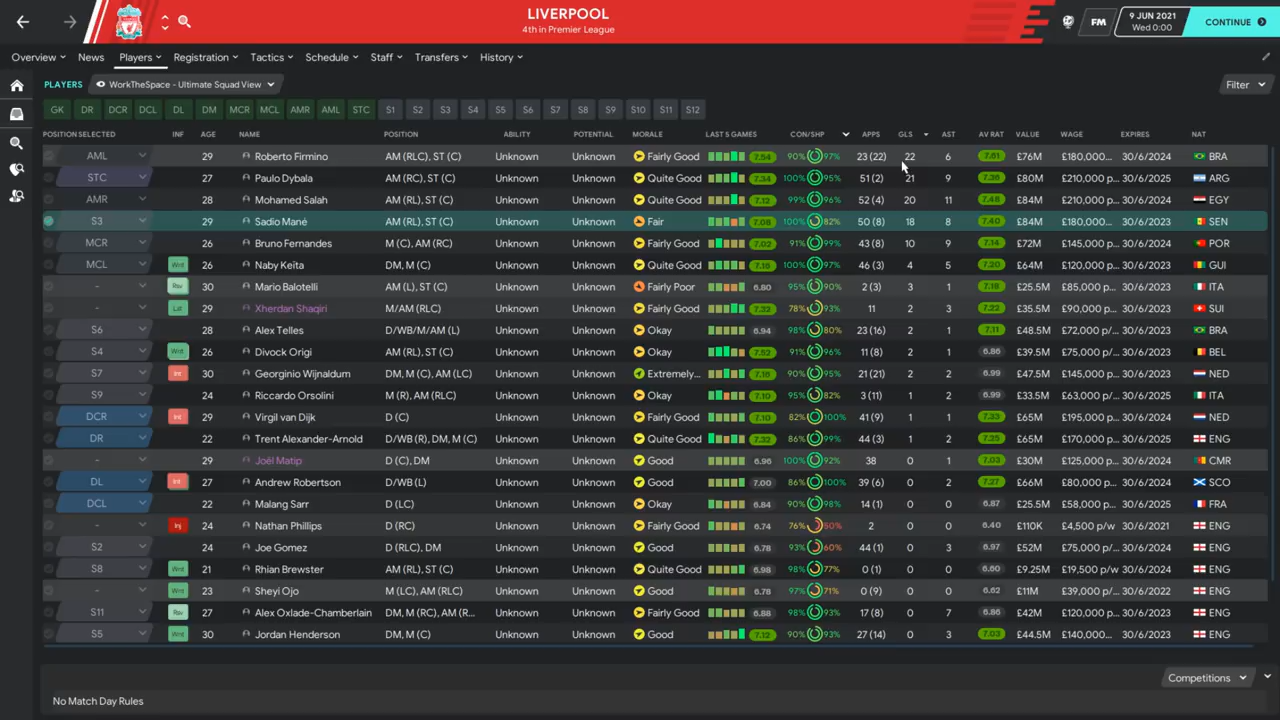 LIVERPOOL
4th in Premier League
9 JUN 2021
Wed 0:00
FM
CONTINUE
Overview
News
Players
Registration
Tactics
Schedule
Staff
Transfers
History
PLAYERS
WorkTheSpace - Ultimate Squad View
Filter
GK DR DCR DCL DL DM MCR MCL AMR AML STC S1 S2 S3 S4 S5 S6 S7 S8 S9 S10 S11 S12
POSITION SELECTED INF AGE NAME POSITION ABILITY POTENTIAL MORALE LAST 5 GAMES CON/SHP APPS GLS AST AV RAT VALUE WAGE EXPIRES NAT
AML 29 Roberto Firmino AM (RLC), ST (C) Unknown Unknown Fairly Good 7.54 90% 97% 23 (22) 22 6 7.61 £76M £180,000... 30/6/2024 BRA
STC 27 Paulo Dybala AM (RC), ST (C) Unknown Unknown Quite Good 7.34 100% 95% 51 (2) 21 9 7.36 £80M £210,000 p... 30/6/2025 ARG
AMR 28 Mohamed Salah AM (RL), ST (C) Unknown Unknown Quite Good 7.12 99% 96% 52 (4) 20 11 7.48 £84M £210,000... 30/6/2023 EGY
S3 29 Sadio Mané AM (RL), ST (C) Unknown Unknown Fair 7.08 100% 82% 50 (8) 18 8 7.40 £84M £180,000... 30/6/2023 SEN
MCR 26 Bruno Fernandes M (C), AM (RC) Unknown Unknown Fairly Good 7.02 91% 99% 43 (8) 10 9 7.14 £72M £145,000 p... 30/6/2024 POR
MCL Wnt 26 Naby Keïta DM, M (C) Unknown Unknown Quite Good 7.16 100% 97% 46 (3) 4 5 7.20 £64M £120,000 p... 30/6/2023 GUI
- Rsv 30 Mario Balotelli AM (L), ST (C) Unknown Unknown Fairly Poor 6.80 95% 90% 2 (3) 3 1 7.18 £25.5M £85,000 p/... 30/6/2024 ITA
- Lst 29 Xherdan Shaqiri M/AM (RLC) Unknown Unknown Fairly Good 7.32 78% 93% 11 2 3 7.22 £35.5M £90,000 p/... 30/6/2023 SUI
S6 28 Alex Telles D/WB/M/AM (L) Unknown Unknown Okay 6.94 98% 80% 23 (16) 2 1 7.11 £48.5M £72,000 p/... 30/6/2023 BRA
S4 Wnt 26 Divock Origi AM (RL), ST (C) Unknown Unknown Okay 7.52 91% 96% 11 (8) 2 1 6.86 £39.5M £75,000 p/... 30/6/2024 BEL
S7 Int 30 Georginio Wijnaldum DM, M (C), AM (LC) Unknown Unknown Extremely... 7.18 90% 95% 21 (21) 2 2 6.99 £47.5M £145,000 p... 30/6/2023 NED
S9 24 Riccardo Orsolini M (R), AM (RLC) Unknown Unknown Okay 7.10 95% 82% 3 (11) 1 2 6.99 £33.5M £63,000 p/... 30/6/2025 ITA
DCR Int 29 Virgil van Dijk D (C) Unknown Unknown Fairly Good 7.10 82% 100% 41 (9) 1 2 7.33 £65M £195,000 p... 30/6/2024 NED
DR 22 Trent Alexander-Arnold D/WB (R), DM, M (C) Unknown Unknown Quite Good 7.32 86% 99% 44 (3) 1 2 7.25 £65M £170,000 p... 30/6/2025 ENG
- 29 Joël Matip D (C), DM Unknown Unknown Good 6.96 100% 92% 38 0 1 7.03 £30M £125,000 p... 30/6/2024 CMR
DL Int 27 Andrew Robertson D/WB (L) Unknown Unknown Good 7.00 86% 100% 39 (6) 0 2 7.27 £66M £80,000 p/... 30/6/2024 SCO
DCL 22 Malang Sarr D (LC) Unknown Unknown Okay 6.84 90% 98% 14 (1) 0 0 6.87 £25.5M £58,000 p/... 30/6/2025 FRA
- Inj 24 Nathan Phillips D (RC) Unknown Unknown Fairly Good 6.74 76% 50% 2 0 0 6.40 £110K £4,500 p/w 30/6/2021 ENG
S2 24 Joe Gomez D (RLC), DM Unknown Unknown Good 6.78 93% 60% 44 (1) 0 3 6.97 £52M £75,000 p/... 30/6/2024 ENG
S8 Wnt 21 Rhian Brewster AM (RL), ST (C) Unknown Unknown Good 6.98 98% 77% 0 (1) 0 0 6.60 £9.25M £19,500 p/w 30/6/2024 ENG
- Wnt 23 Sheyi Ojo M (LC), AM (RLC) Unknown Unknown Good 6.76 97% 71% 0 (9) 0 0 6.62 £11M £39,000 p/... 30/6/2022 ENG
S11 Rsv 27 Alex Oxlade-Chamberlain DM, M (RC), AM (R... Unknown Unknown Fairly Good 6.88 98% 93% 17 (8) 0 7 6.86 £42M £120,000 p... 30/6/2023 ENG
S5 Wnt 30 Jordan Henderson DM, M (C) Unknown Unknown Good 7.12 90% 93% 27 (14) 0 3 7.03 £44.5M £140,000... 30/6/2023 ENG
Competitions
No Match Day Rules